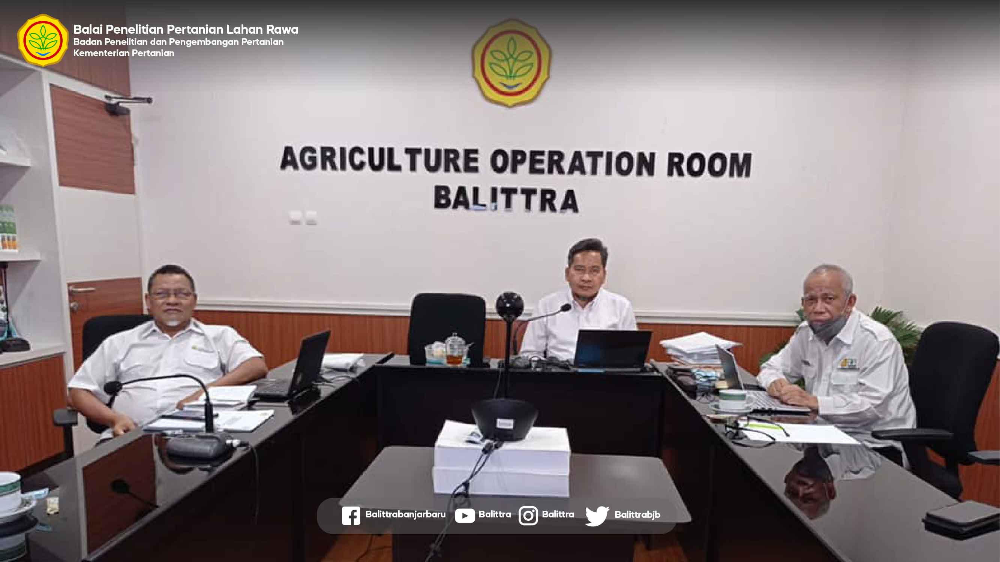 Balai Penelitian Pertanian Lahan Rawa
Badan Penelitian dan Pengembangan Pertanian
Kementerian Pertanian
AGRICULTURE OPERATION ROOM
BALITTRA
Balittrabanjarbaru Balittra Balittra Balittrabjb